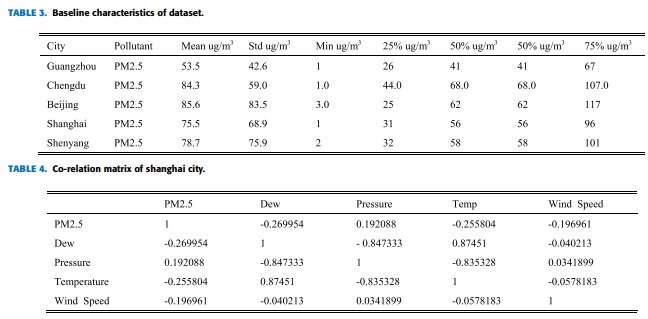 TABLE 3. Baseline characteristics of dataset.
City Pollutant Mean ug/m³ Std ug/m³ Min ug/m³ 25% ug/m³ 50% ug/m³ 50% ug/m³ 75% ug/m³
Guangzhou PM2.5 53.5 42.6 1 26 41 41 67
Chengdu PM2.5 84.3 59.0 1.0 44.0 68.0 68.0 107.0
Beijing PM2.5 85.6 83.5 3.0 25 62 62 117
Shanghai PM2.5 75.5 68.9 1 31 56 56 96
Shenyang PM2.5 78.7 75.9 2 32 58 58 101
TABLE 4. Co-relation matrix of shanghai city.
PM2.5 Dew Pressure Temp Wind Speed
PM2.5 1 -0.269954 0.192088 -0.255804 -0.196961
Dew -0.269954 1 - 0.847333 0.87451 -0.040213
Pressure 0.192088 -0.847333 1 -0.835328 0.0341899
Temperature -0.255804 0.87451 -0.835328 1 -0.0578183
Wind Speed -0.196961 -0.040213 0.0341899 -0.0578183 1